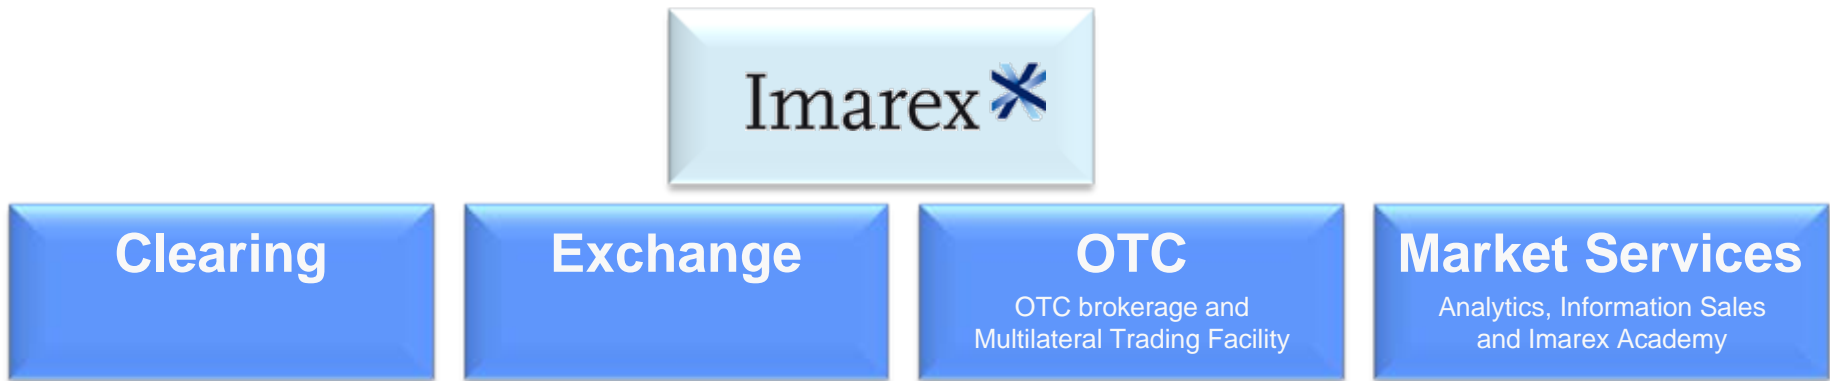 Imarex
Clearing
Exchange
OTC
OTC brokerage and
Multilateral Trading Facility
Market Services
Analytics, Information Sales
and Imarex Academy